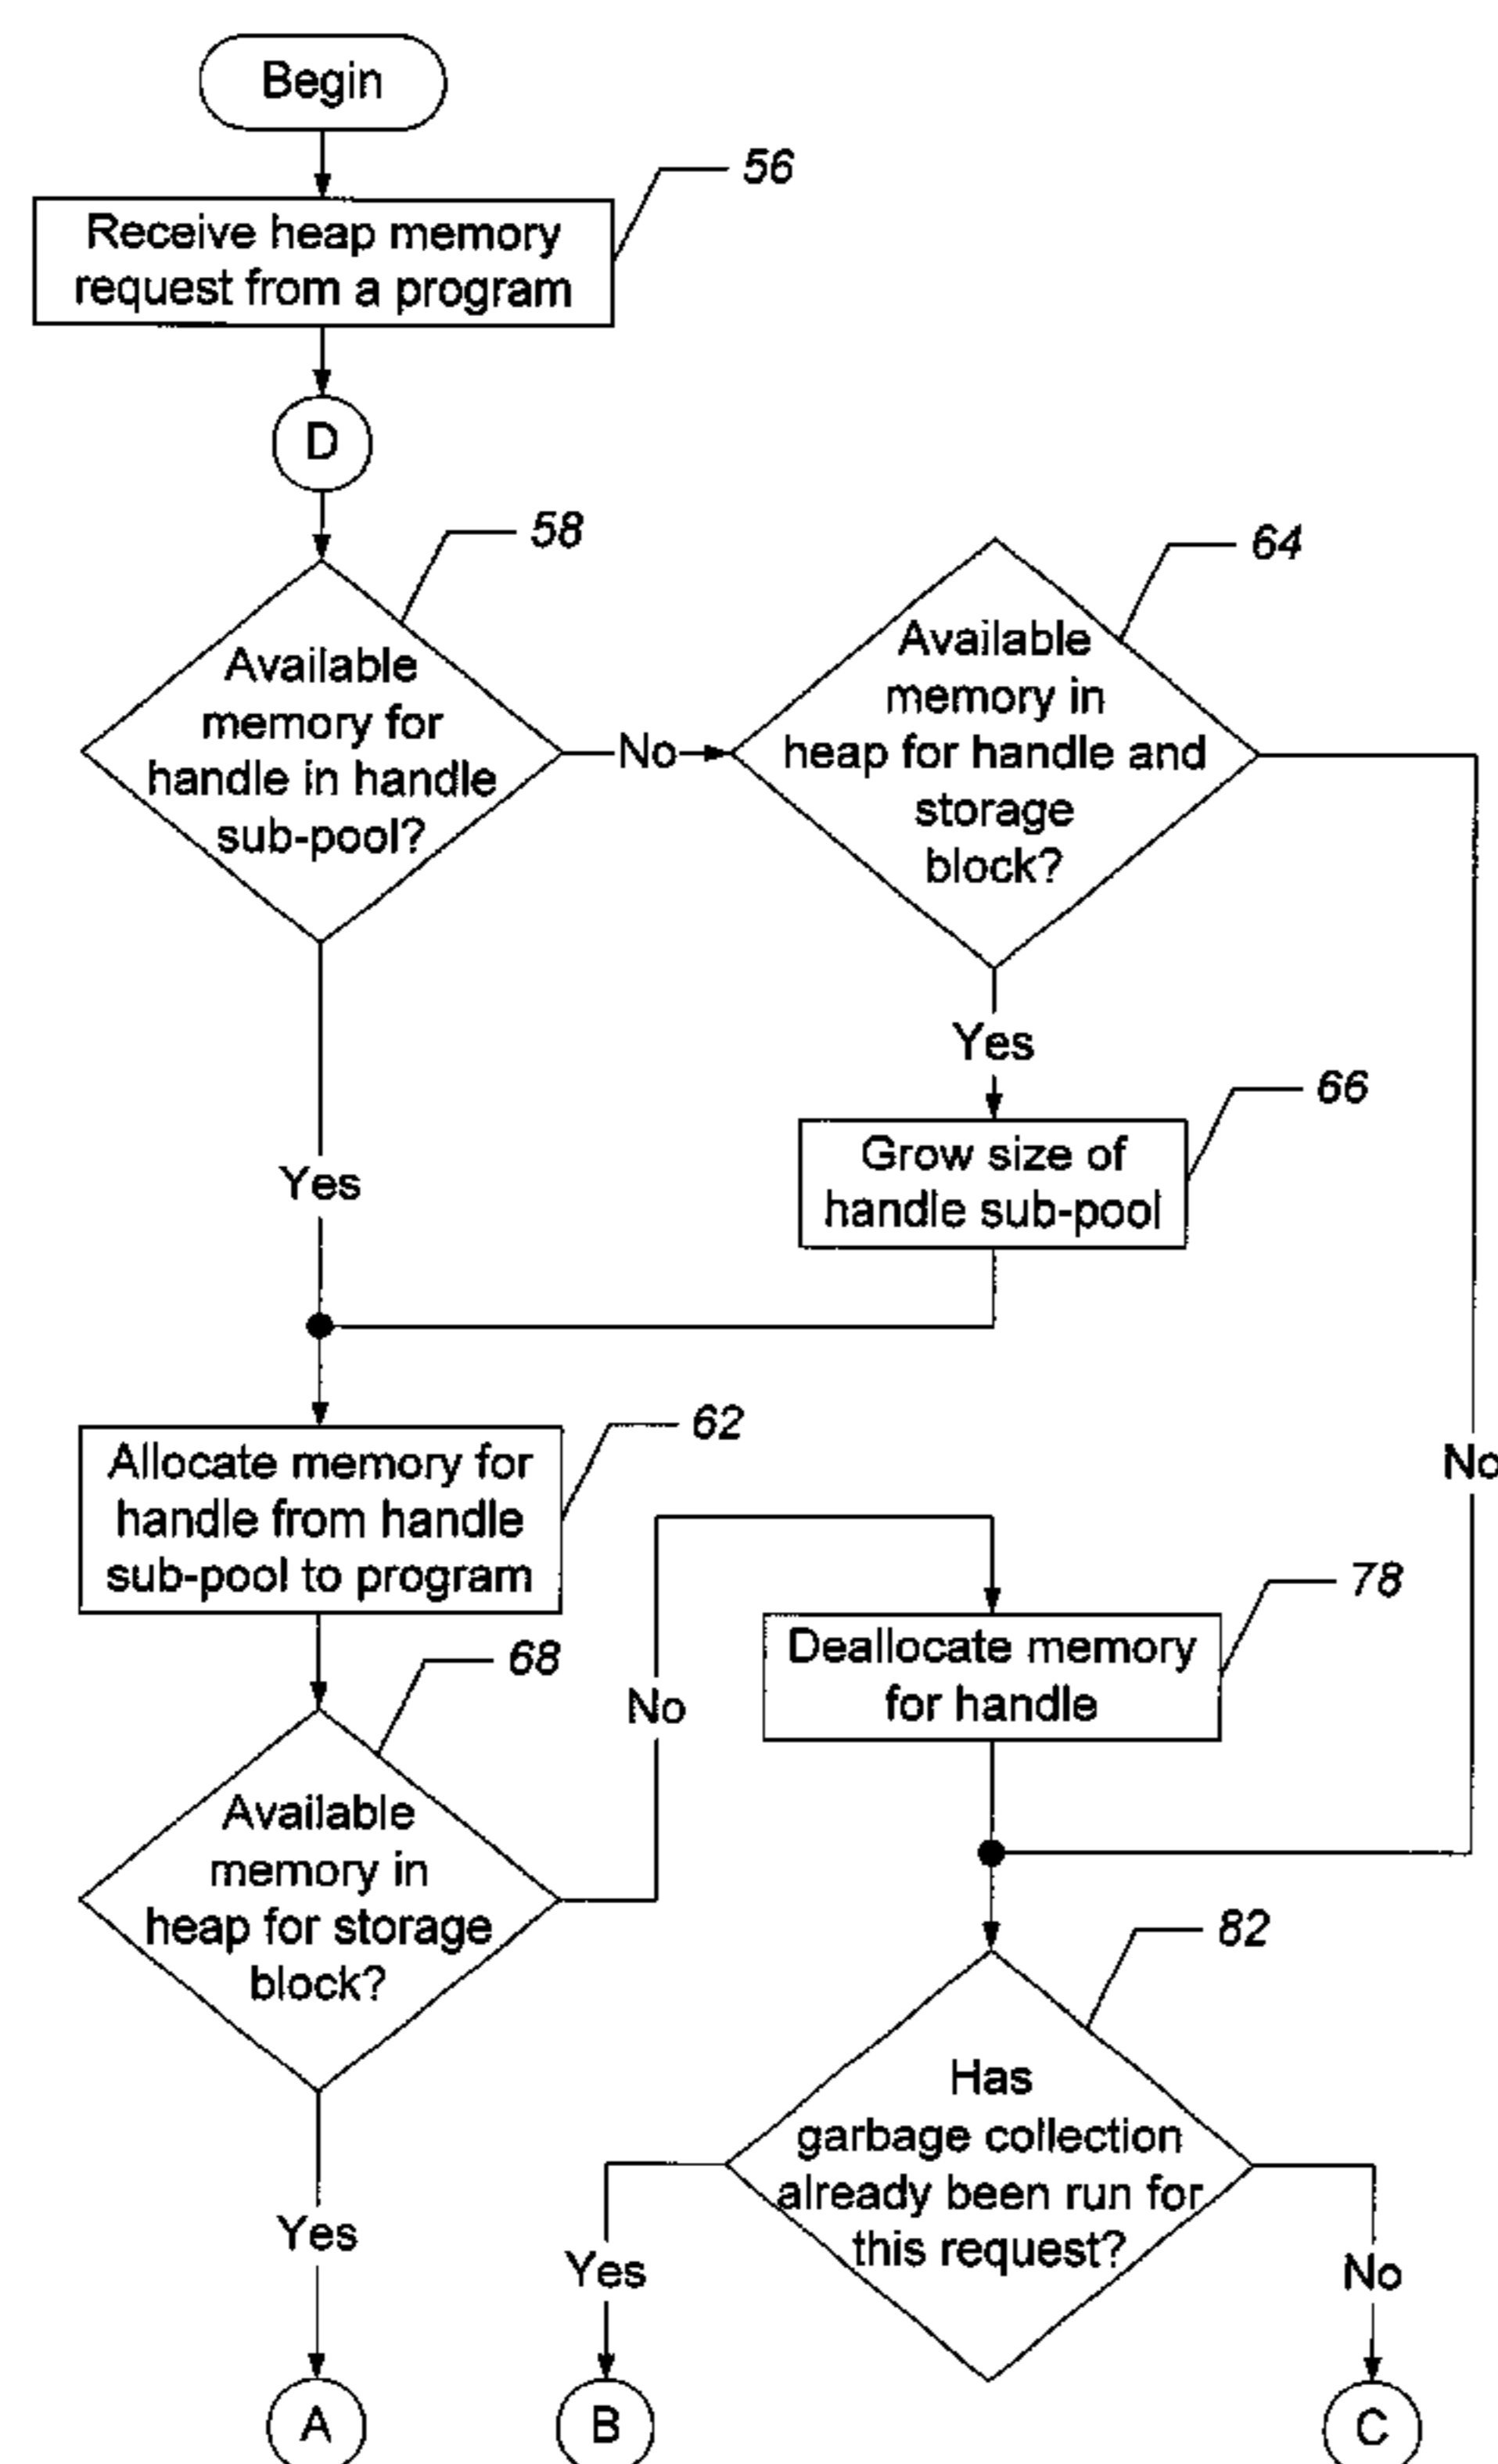 Begin
56
Receive heap memory
request from a program
D
58
Available
memory for
handle in handle
sub-pool?
No
64
Available
memory in
heap for handle and
storage
block?
Yes
66
Grow size of
handle sub-pool
Yes
No
62
Allocate memory for
handle from handle
sub-pool to program
78
Deallocate memory
for handle
68
No
Available
memory in
heap for storage
block?
82
Has
garbage collection
already been run for
this request?
Yes
Yes
No
A
B
C